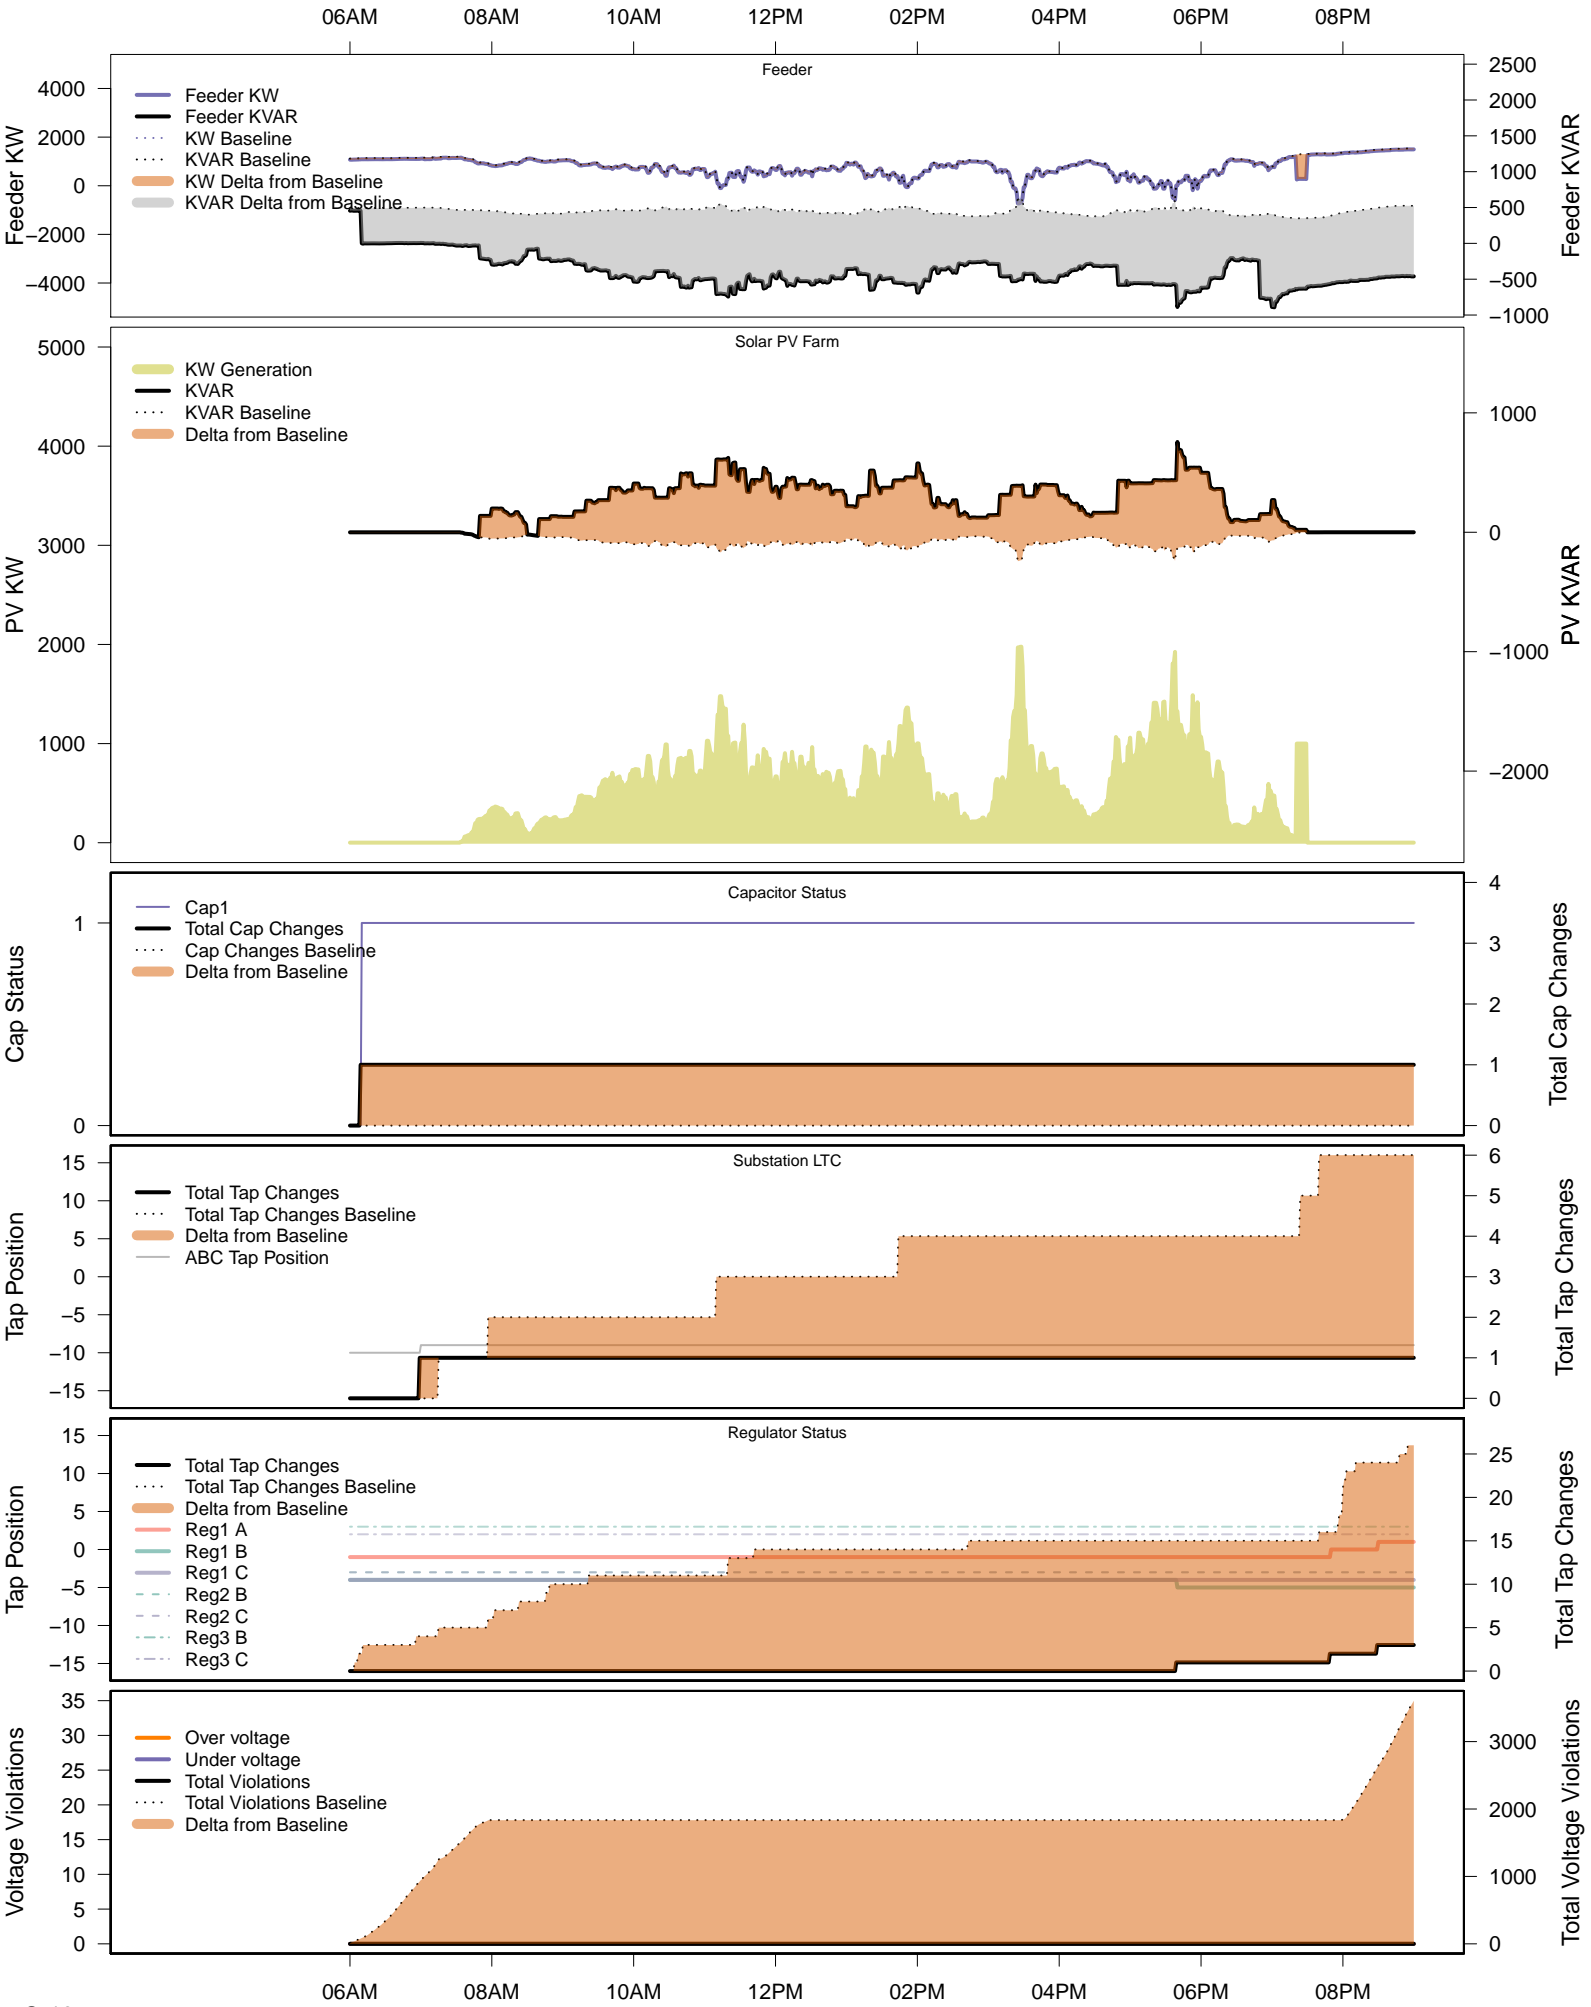 06AM 08AM 10AM 12PM 02PM 04PM 06PM 08PM
Feeder
Feeder KW
4000
2000
0
−2000
−4000
Feeder KW
Feeder KVAR
KW Baseline
KVAR Baseline
KW Delta from Baseline
KVAR Delta from Baseline
2500
2000
1500
1000
500
0
−500
−1000
Feeder KVAR
Solar PV Farm
PV KW
5000
4000
3000
2000
1000
0
KW Generation
KVAR
KVAR Baseline
Delta from Baseline
1000
0
−1000
−2000
PV KVAR
Capacitor Status
Cap Status
1
0
Cap1
Total Cap Changes
Cap Changes Baseline
Delta from Baseline
4
3
2
1
0
Total Cap Changes
Substation LTC
Tap Position
15
10
5
0
−5
−10
−15
Total Tap Changes
Total Tap Changes Baseline
Delta from Baseline
ABC Tap Position
6
5
4
3
2
1
0
Total Tap Changes
Regulator Status
Tap Position
15
10
5
0
−5
−10
−15
Total Tap Changes
Total Tap Changes Baseline
Delta from Baseline
Reg1 A
Reg1 B
Reg1 C
Reg2 B
Reg2 C
Reg3 B
Reg3 C
25
20
15
10
5
0
Total Tap Changes
Voltage Violations
35
30
25
20
15
10
5
0
Over voltage
Under voltage
Total Violations
Total Violations Baseline
Delta from Baseline
3000
2000
1000
0
Total Voltage Violations
06AM 08AM 10AM 12PM 02PM 04PM 06PM 08PM